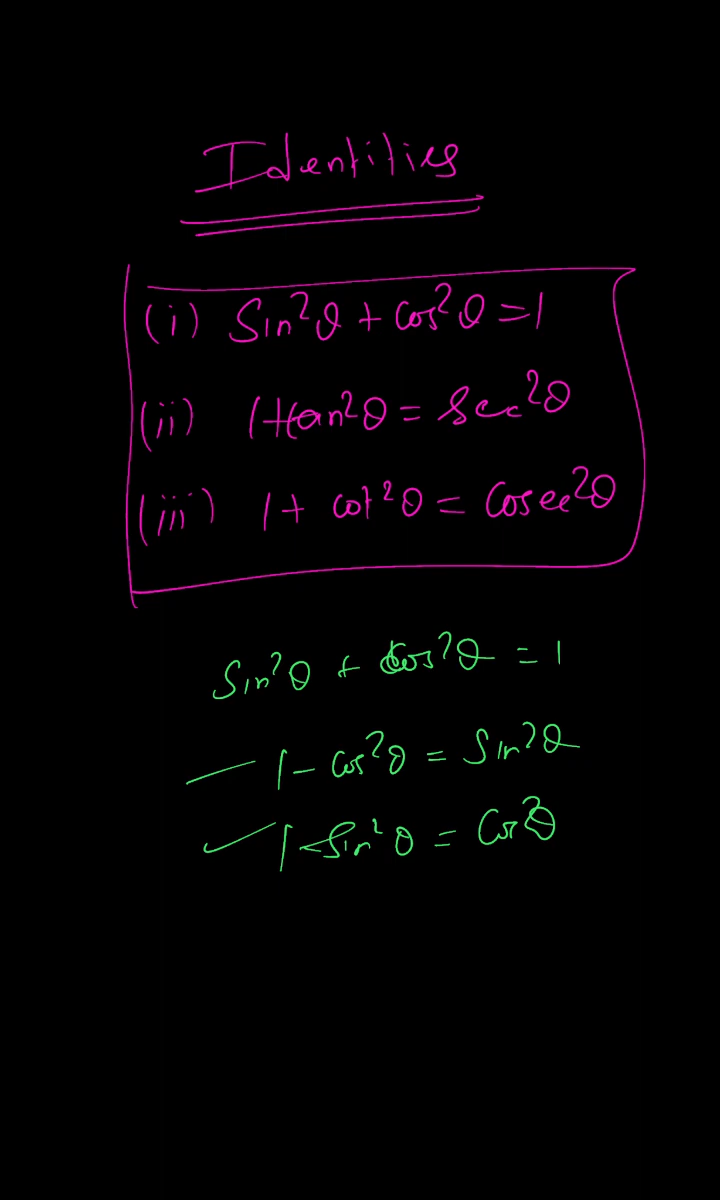 Identities
(i) Sin²θ + Cos²θ = 1
(ii) 1+tan²θ = Sec²θ
(iii) 1+ cot²θ = Cosec²θ
Sin²θ + Cos²θ = 1
1 - Cos²θ = Sin²θ
1 - Sin²θ = Cos²θ